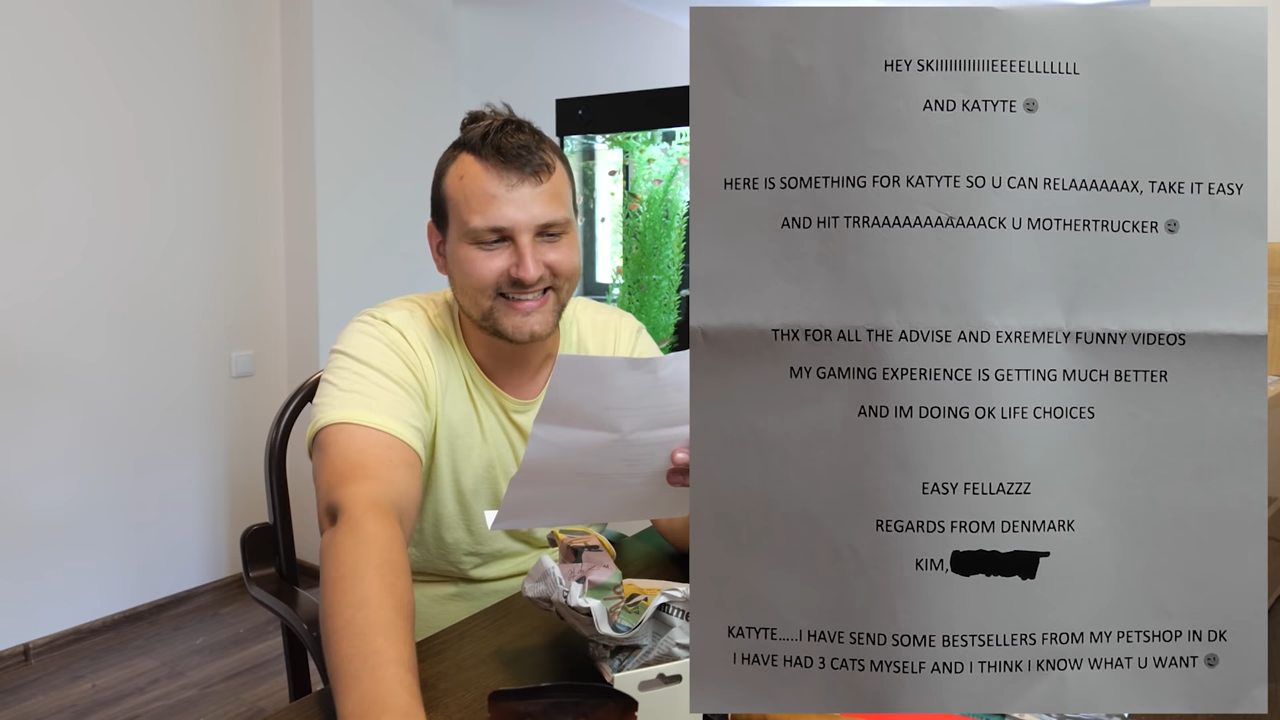 HEY SKIIIIIIIIIIIIEEEELLLLLLL
AND KATYTE
HERE IS SOMETHING FOR KATYTE SO U CAN RELAAAAAAX, TAKE IT EASY
AND HIT TRRAAAAAAAAAAAACK U MOTHERTRUCKER
THX FOR ALL THE ADVISE AND EXREMELY FUNNY VIDEOS
MY GAMING EXPERIENCE IS GETTING MUCH BETTER
AND IM DOING OK LIFE CHOICES
EASY FELLAZZZ
REGARDS FROM DENMARK
KIM,
KATYTE.....I HAVE SEND SOME BESTSELLERS FROM MY PETSHOP IN DK
I HAVE HAD 3 CATS MYSELF AND I THINK I KNOW WHAT U WANT